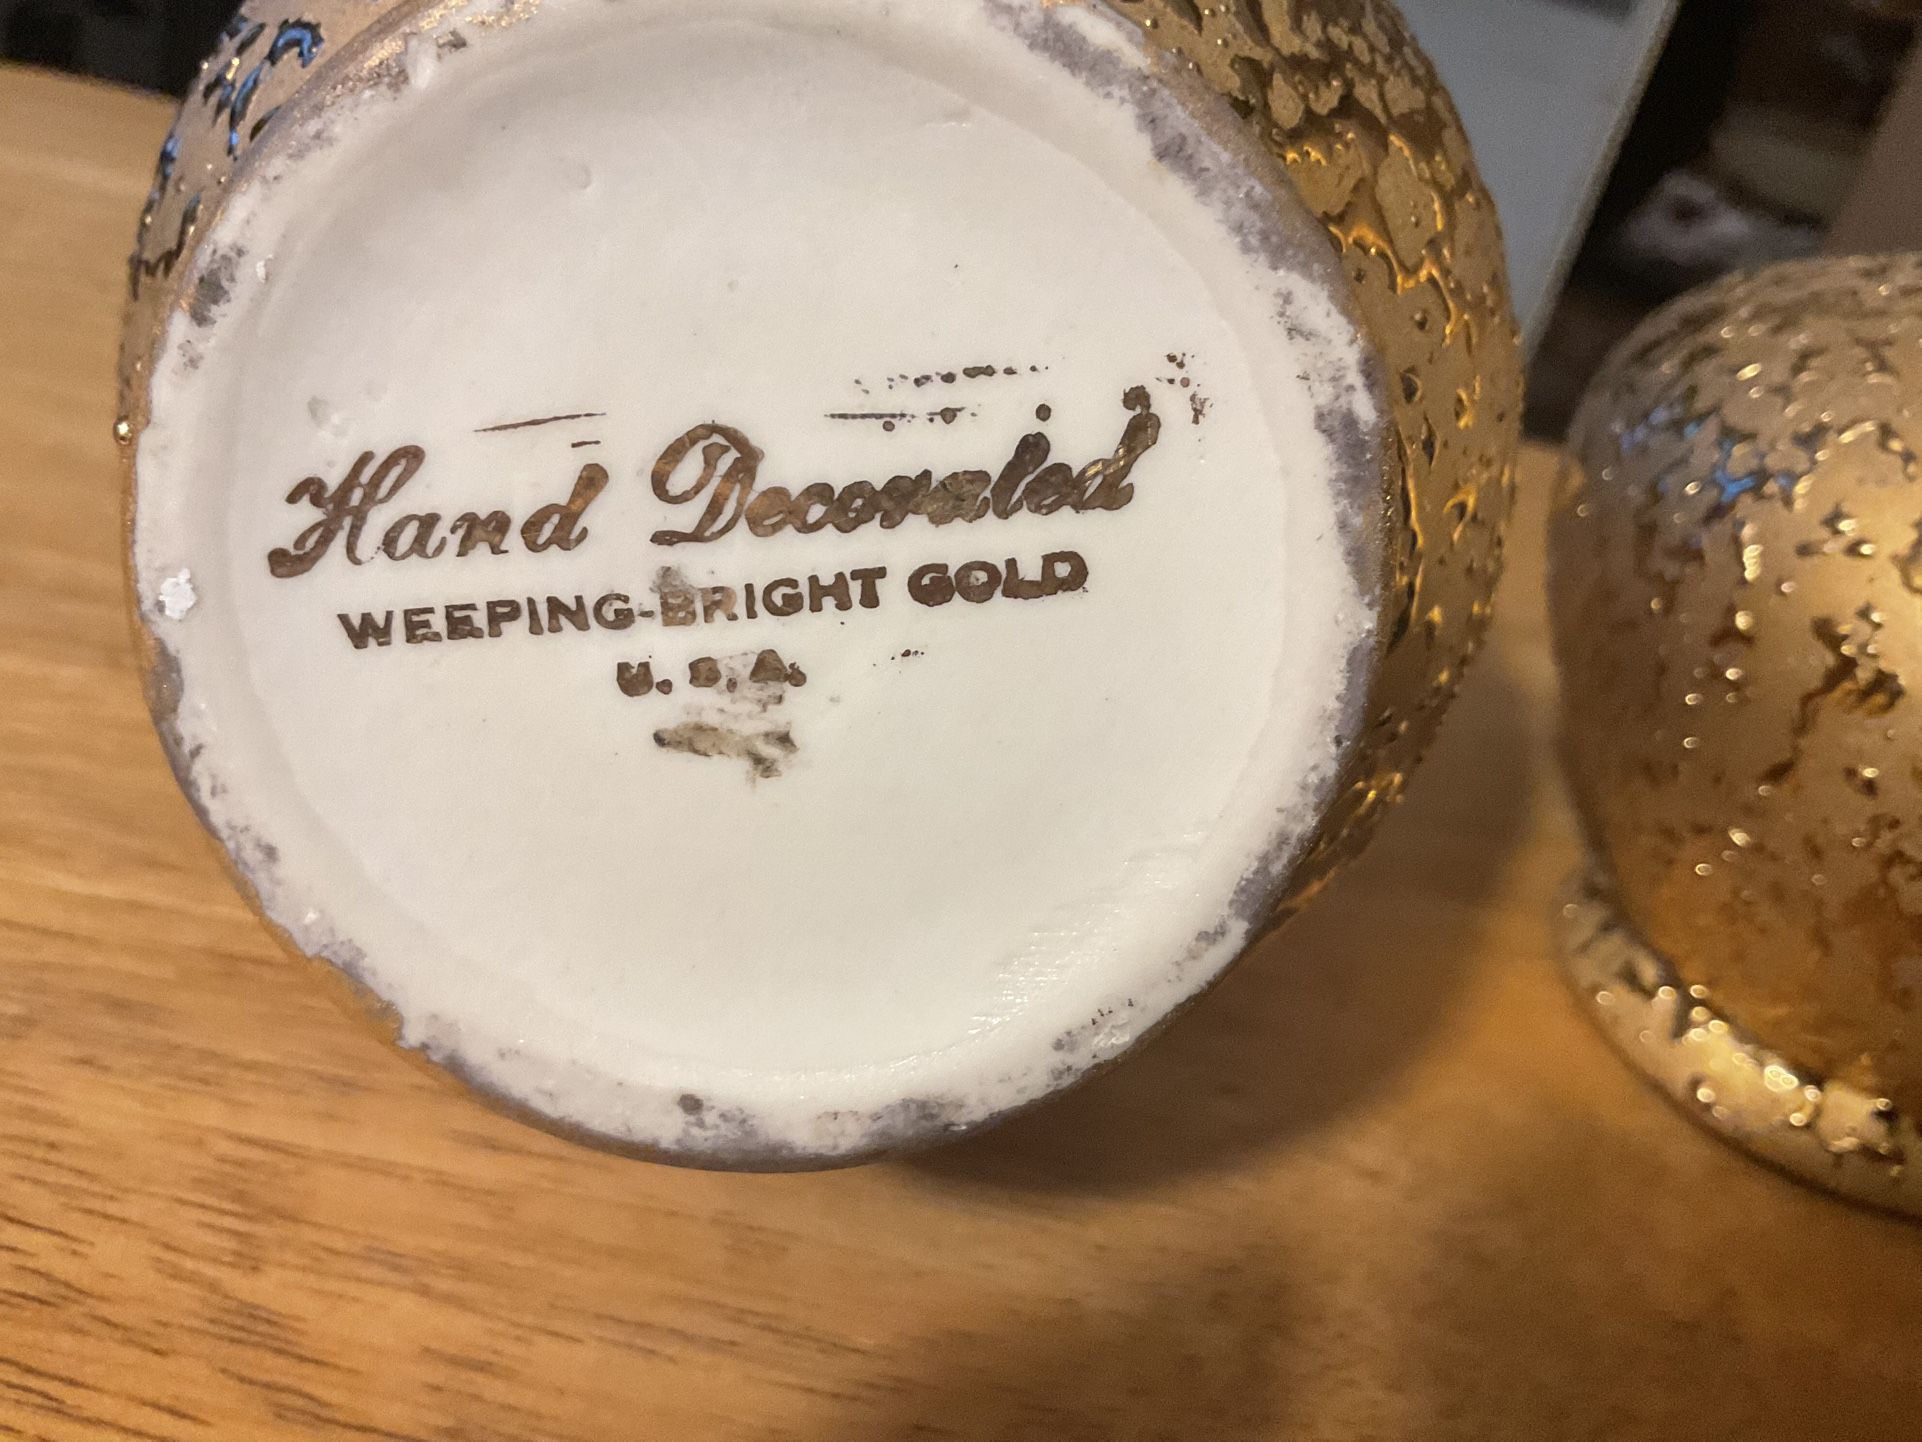 Hand Decorated
WEEPING-BRIGHT GOLD
U.S.A.